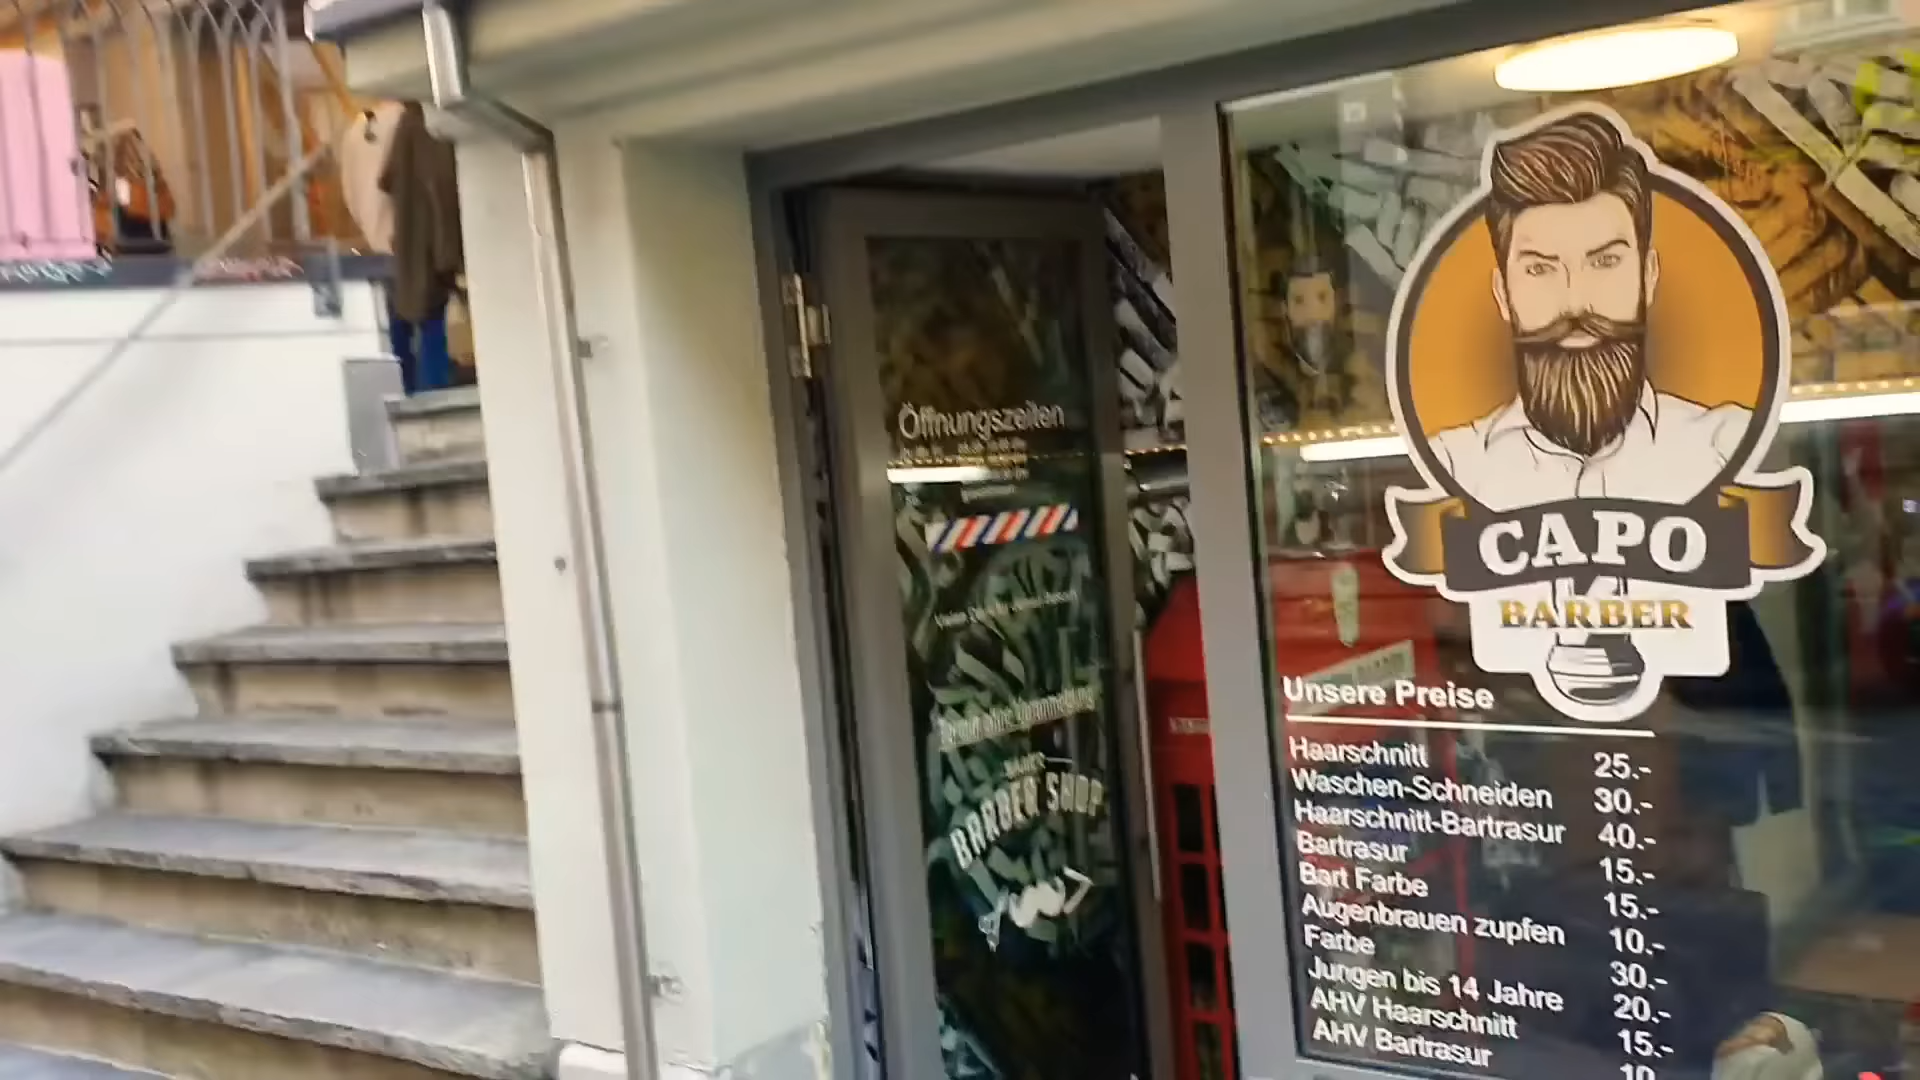 Öffnungszeiten
BARBER SHOP
CAPO
BARBER
Unsere Preise
Haarschnitt 25.-
Waschen-Schneiden 30.-
Haarschnitt-Bartrasur 40.-
Bartrasur 15.-
Bart Farbe 15.-
Augenbrauen zupfen 10.-
Farbe 30.-
Jungen bis 14 Jahre 20.-
AHV Haarschnitt 15.-
AHV Bartrasur 10